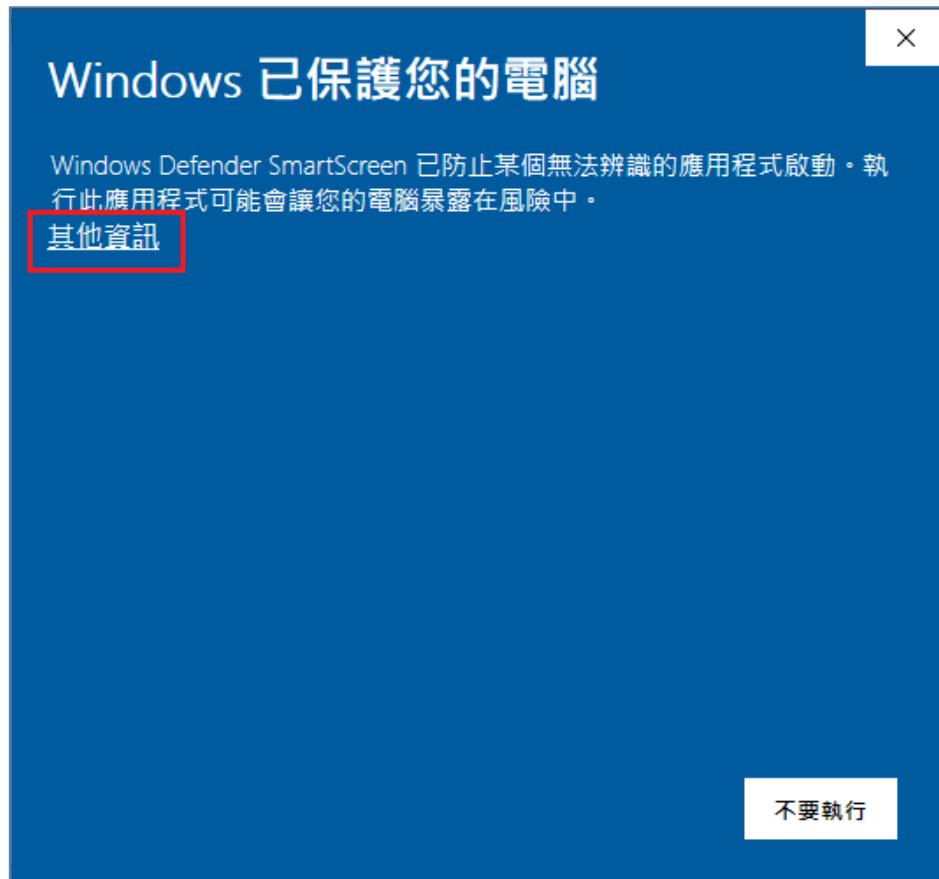 Windows 已保護您的電腦
Windows Defender SmartScreen 已防止某個無法辨識的應用程式啟動。執
行此應用程式可能會讓您的電腦暴露在風險中。
其他資訊
不要執行